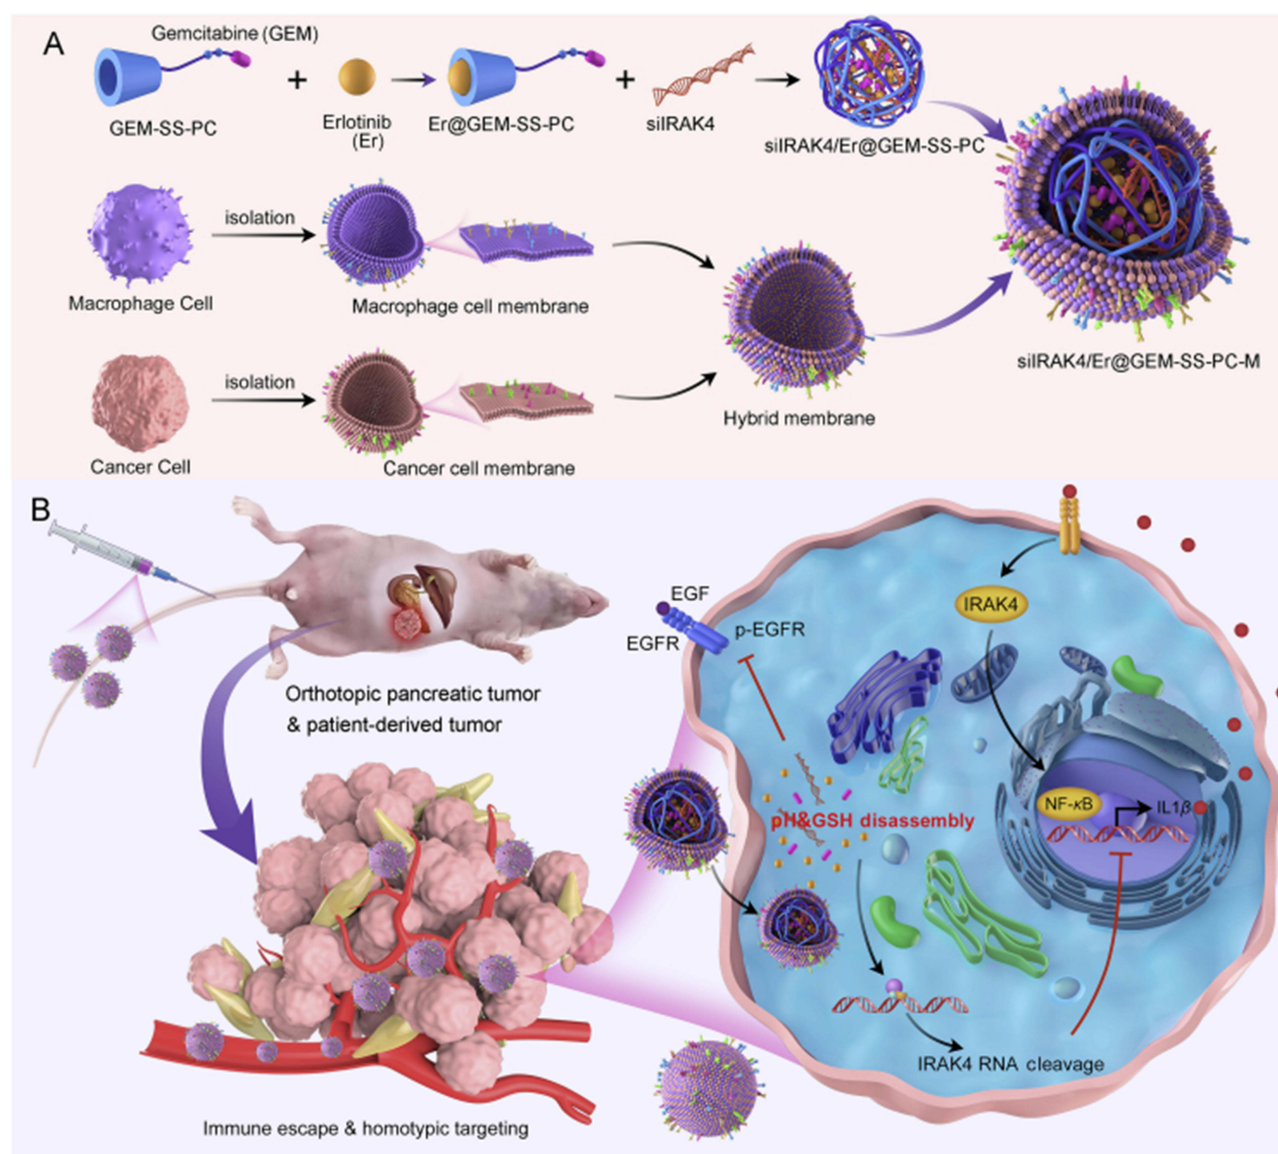 A
Gemcitabine (GEM)
GEM-SS-PC
+
Erlotinib
(Er)
Er@GEM-SS-PC
+
siIRAK4
siIRAK4/Er@GEM-SS-PC
Macrophage Cell
isolation
Macrophage cell membrane
Cancer Cell
isolation
Cancer cell membrane
Hybrid membrane
siIRAK4/Er@GEM-SS-PC-M
B
Orthotopic pancreatic tumor
& patient-derived tumor
Immune escape & homotypic targeting
EGF
EGFR
p-EGFR
IRAK4
NF-κB
IL1β
pH&GSH disassembly
IRAK4 RNA cleavage